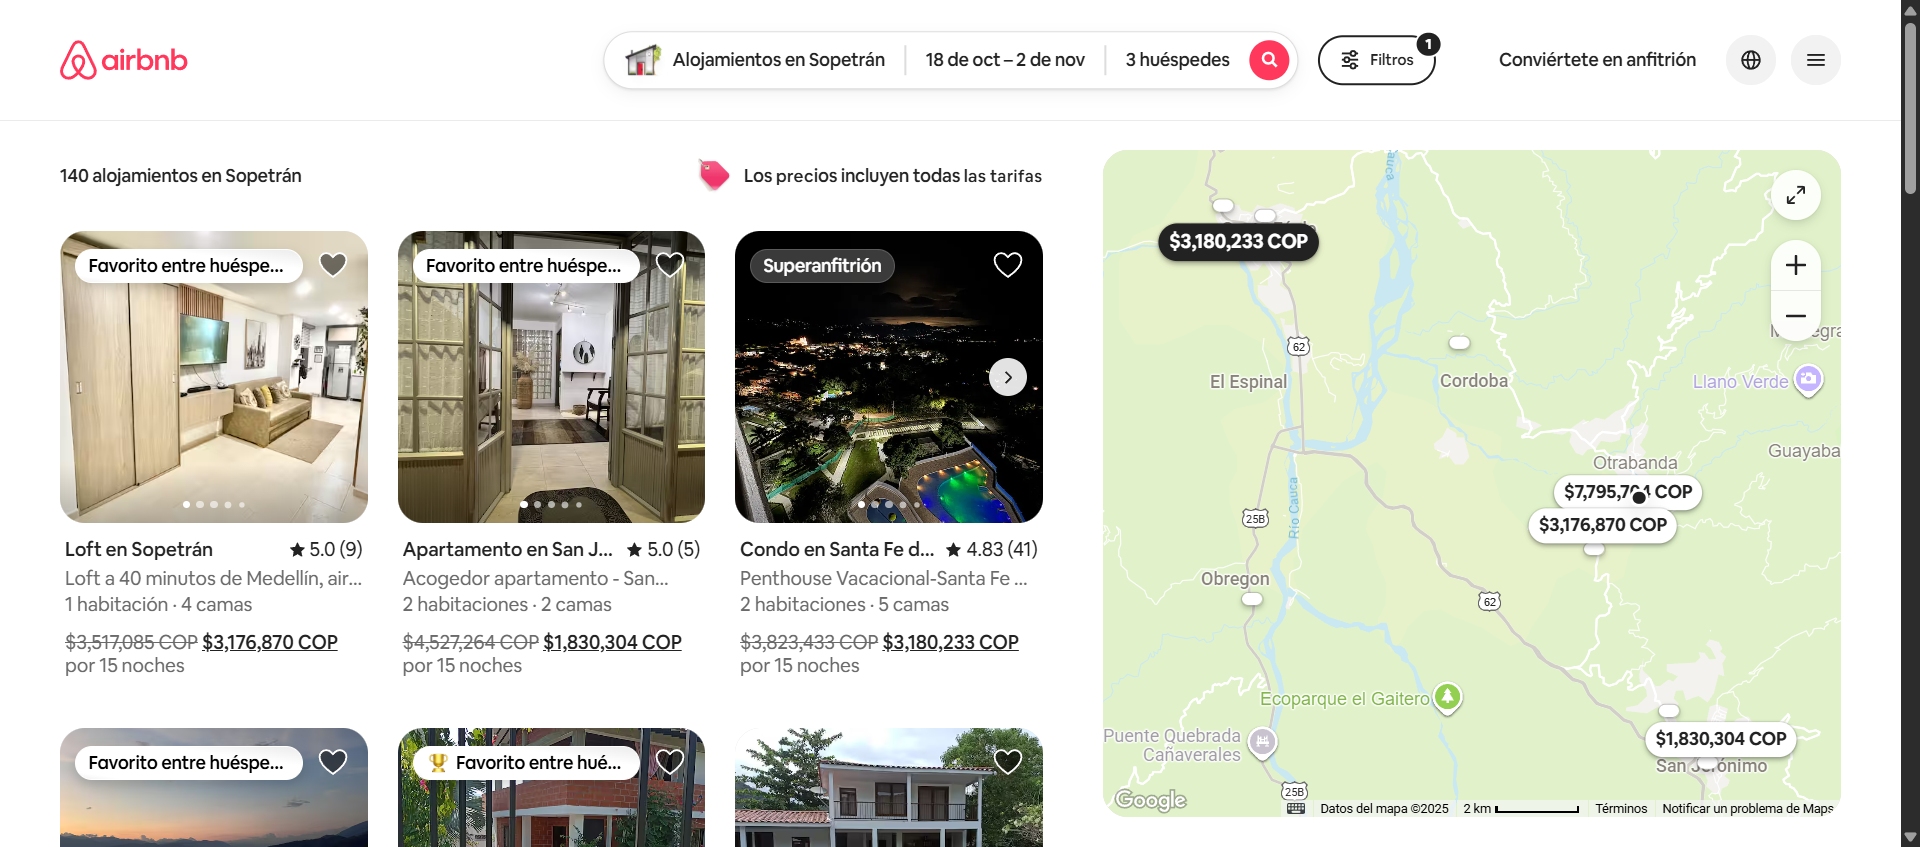 airbnb
Alojamientos en Sopetrán
18 de oct – 2 de nov
3 huéspedes
Filtros
1
Conviértete en anfitrión
140 alojamientos en Sopetrán
Los precios incluyen todas las tarifas
Favorito entre huéspe...
Favorito entre huéspe...
Superanfitrión
Loft en Sopetrán
5.0 (9)
Loft a 40 minutos de Medellín, air...
1 habitación · 4 camas
$3,517,085 COP $3,176,870 COP
por 15 noches
Apartamento en San J...
5.0 (5)
Acogedor apartamento - San...
2 habitaciones · 2 camas
$4,527,264 COP $1,830,304 COP
por 15 noches
Condo en Santa Fe d...
4.83 (41)
Penthouse Vacacional-Santa Fe ...
2 habitaciones · 5 camas
$3,823,433 COP $3,180,233 COP
por 15 noches
Favorito entre huéspe...
Favorito entre hué...
$3,180,233 COP
62
El Espinal
Cordoba
Llano Verde
Guayaba
Otrabanda
COP
$3,176,870 COP
25B
Río Cauca
Obregon
62
Ecoparque el Gaitero
Puente Quebrada
Cañaverales
$1,830,304 COP
San Jerónimo
25B
Google
Datos del mapa ©2025
2 km
Términos
Notificar un problema de Maps